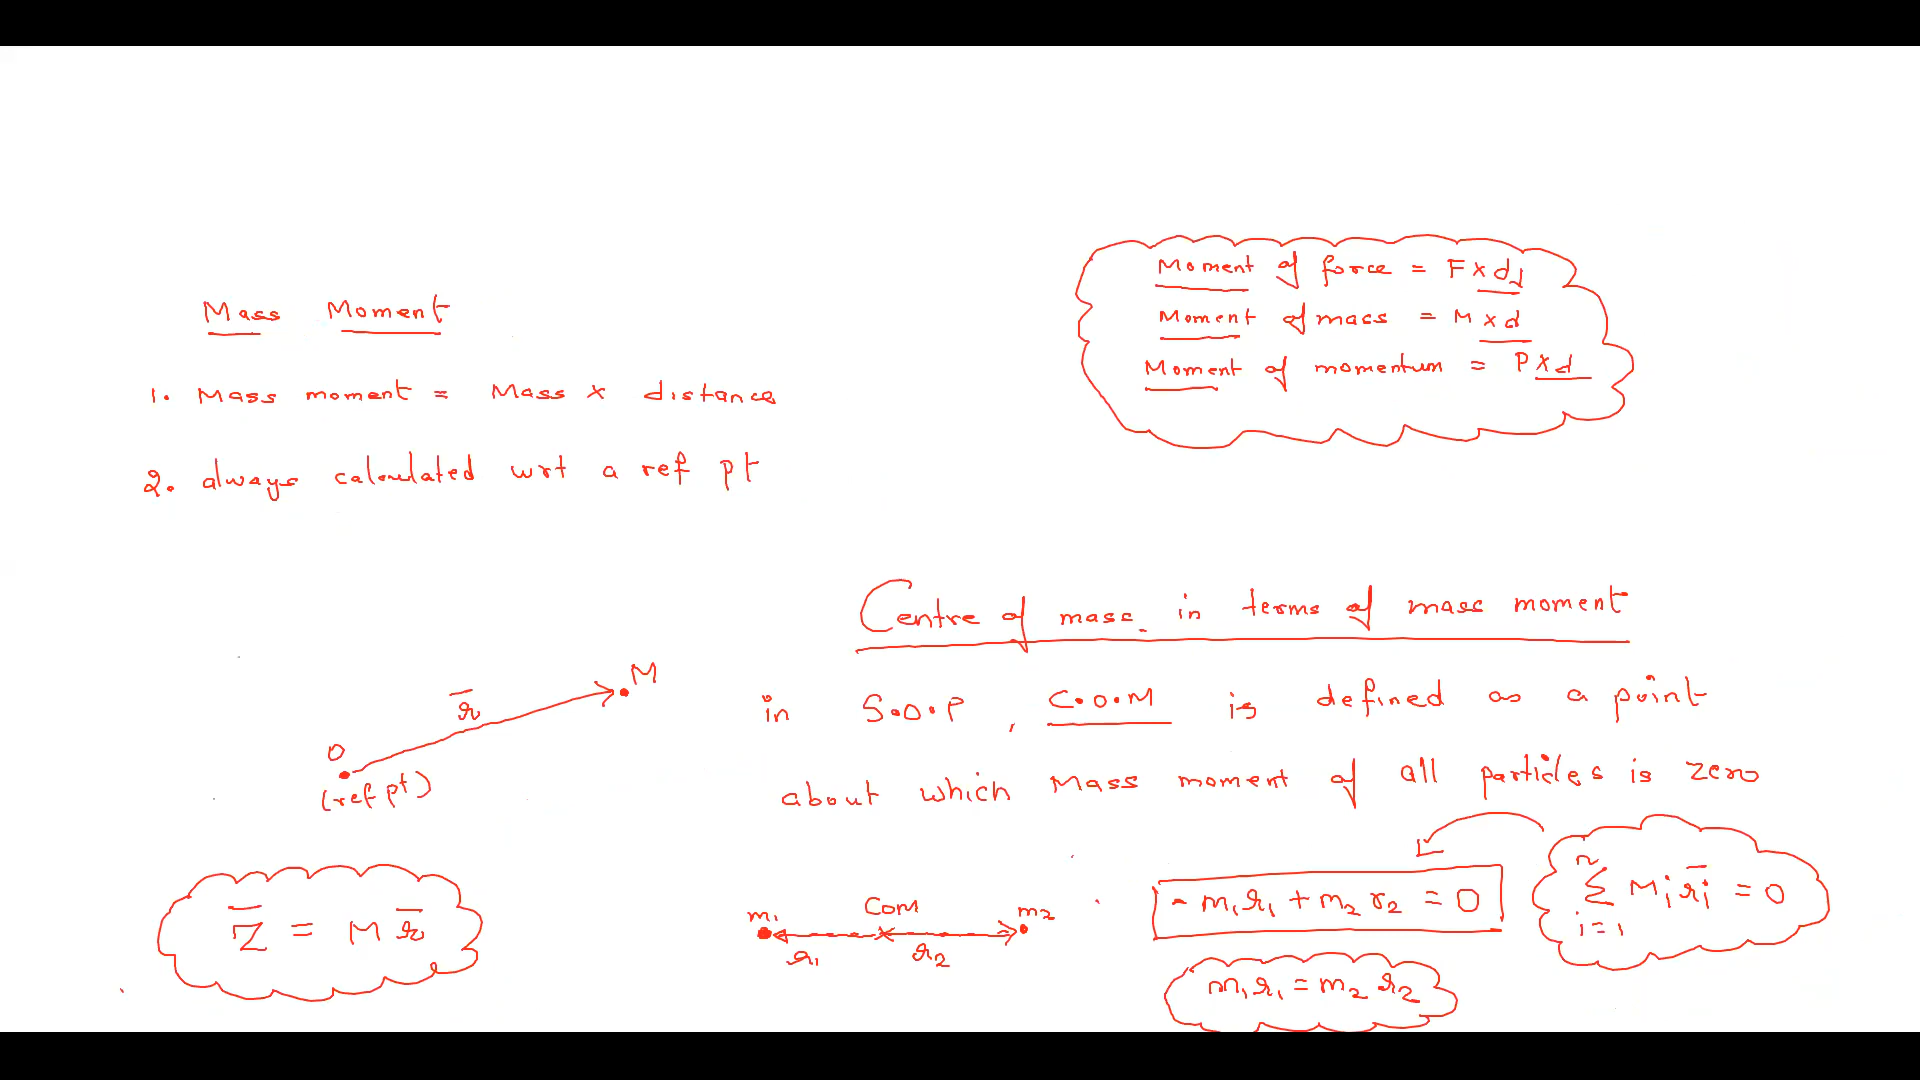 Moment of force = F x d
Moment of mass = M x d
Moment of momentum = P x d
Mass Moment
1. Mass moment = Mass x distance
2. always calculated wrt a ref pt
Centre of mass in terms of mass moment
in S.O.P, C.O.M is defined as a point
about which Mass moment of all particles is zero
M
r̅
O
(ref pt)
Z̅ = M r̅
m₁ COM m₂
r₁ r₂
- m₁r₁ + m₂r₂ = 0
n
Σ Mᵢ r̅ᵢ = 0
i=1
m₁r₁ = m₂r₂